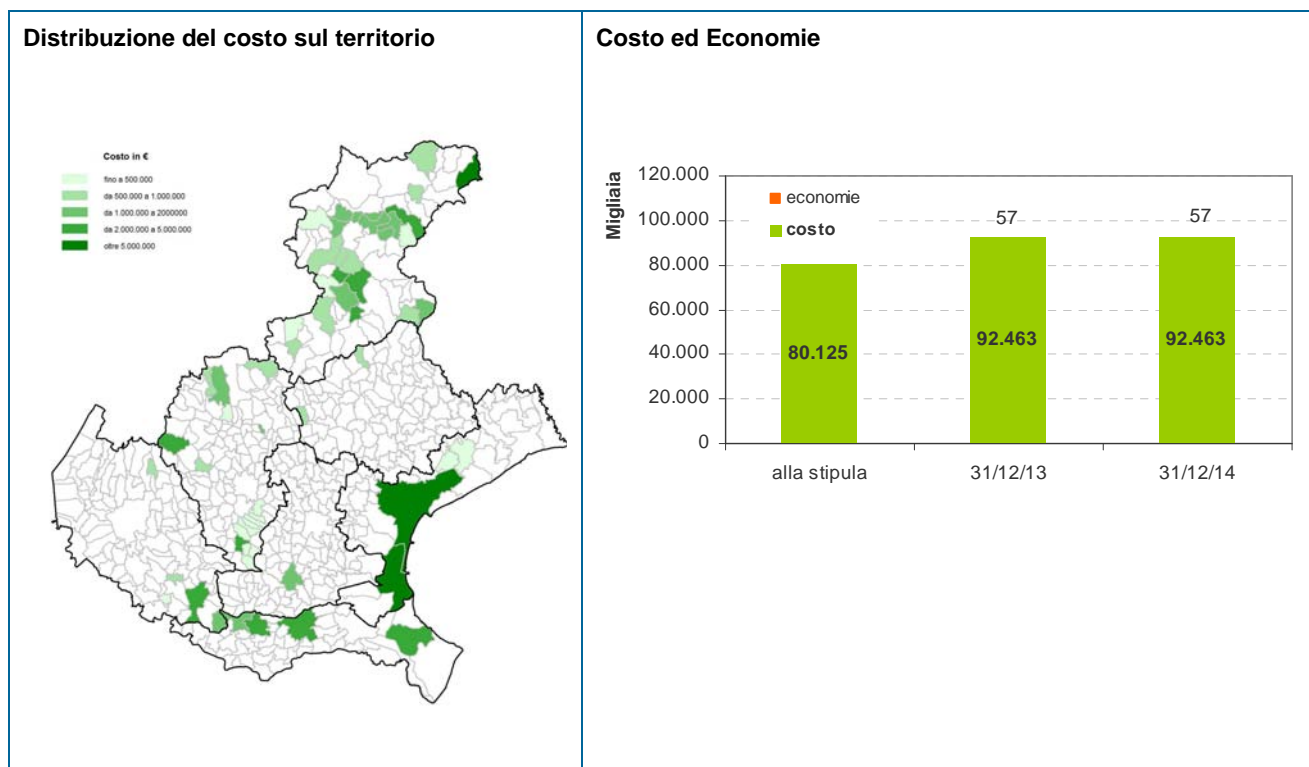 Distribuzione del costo sul territorio
Costo in €
fino a 500.000
da 500.000 a 1.000.000
da 1.000.000 a 2000000
da 2.000.000 a 5.000.000
oltre 5.000.000
Costo ed Economie
Migliaia
120.000
100.000
80.000
60.000
40.000
20.000
0
economie
costo
57
57
80.125
92.463
92.463
alla stipula
31/12/13
31/12/14